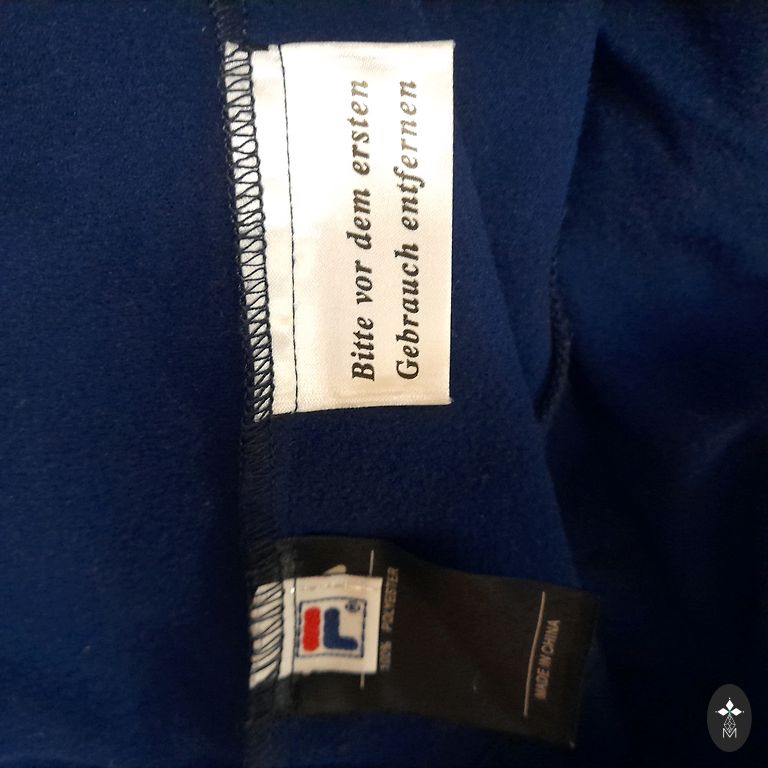 Bitte vor dem ersten
Gebrauch entfernen
100% POLYESTER
MADE IN CHINA